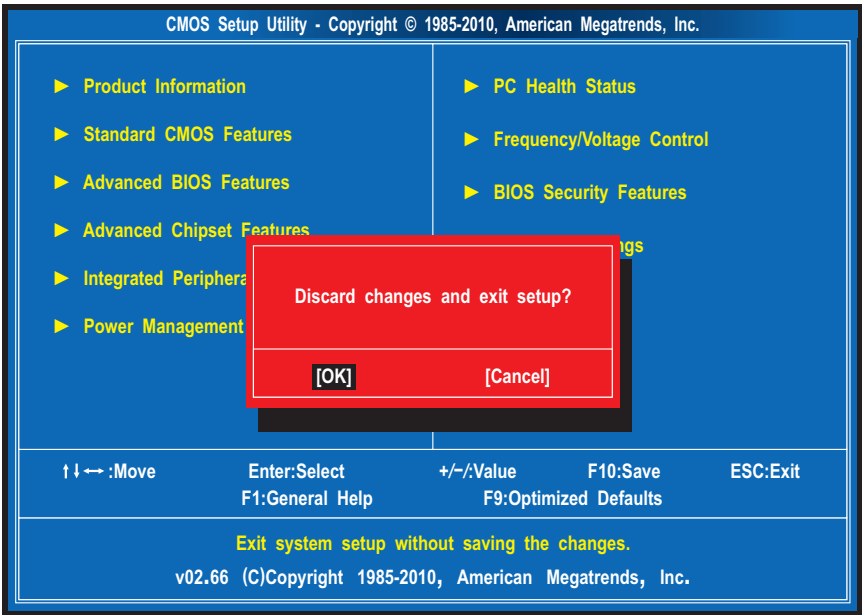 CMOS Setup Utility - Copyright © 1985-2010, American Megatrends, Inc.
► Product Information
► Standard CMOS Features
► Advanced BIOS Features
► Advanced Chipset Features
► Integrated Periphera
► Power Management
► PC Health Status
► Frequency/Voltage Control
► BIOS Security Features
ngs
Discard changes and exit setup?
[OK] [Cancel]
↑↓↔:Move Enter:Select +/−/:Value F10:Save ESC:Exit
F1:General Help F9:Optimized Defaults
Exit system setup without saving the changes.
v02.66 (C)Copyright 1985-2010, American Megatrends, Inc.